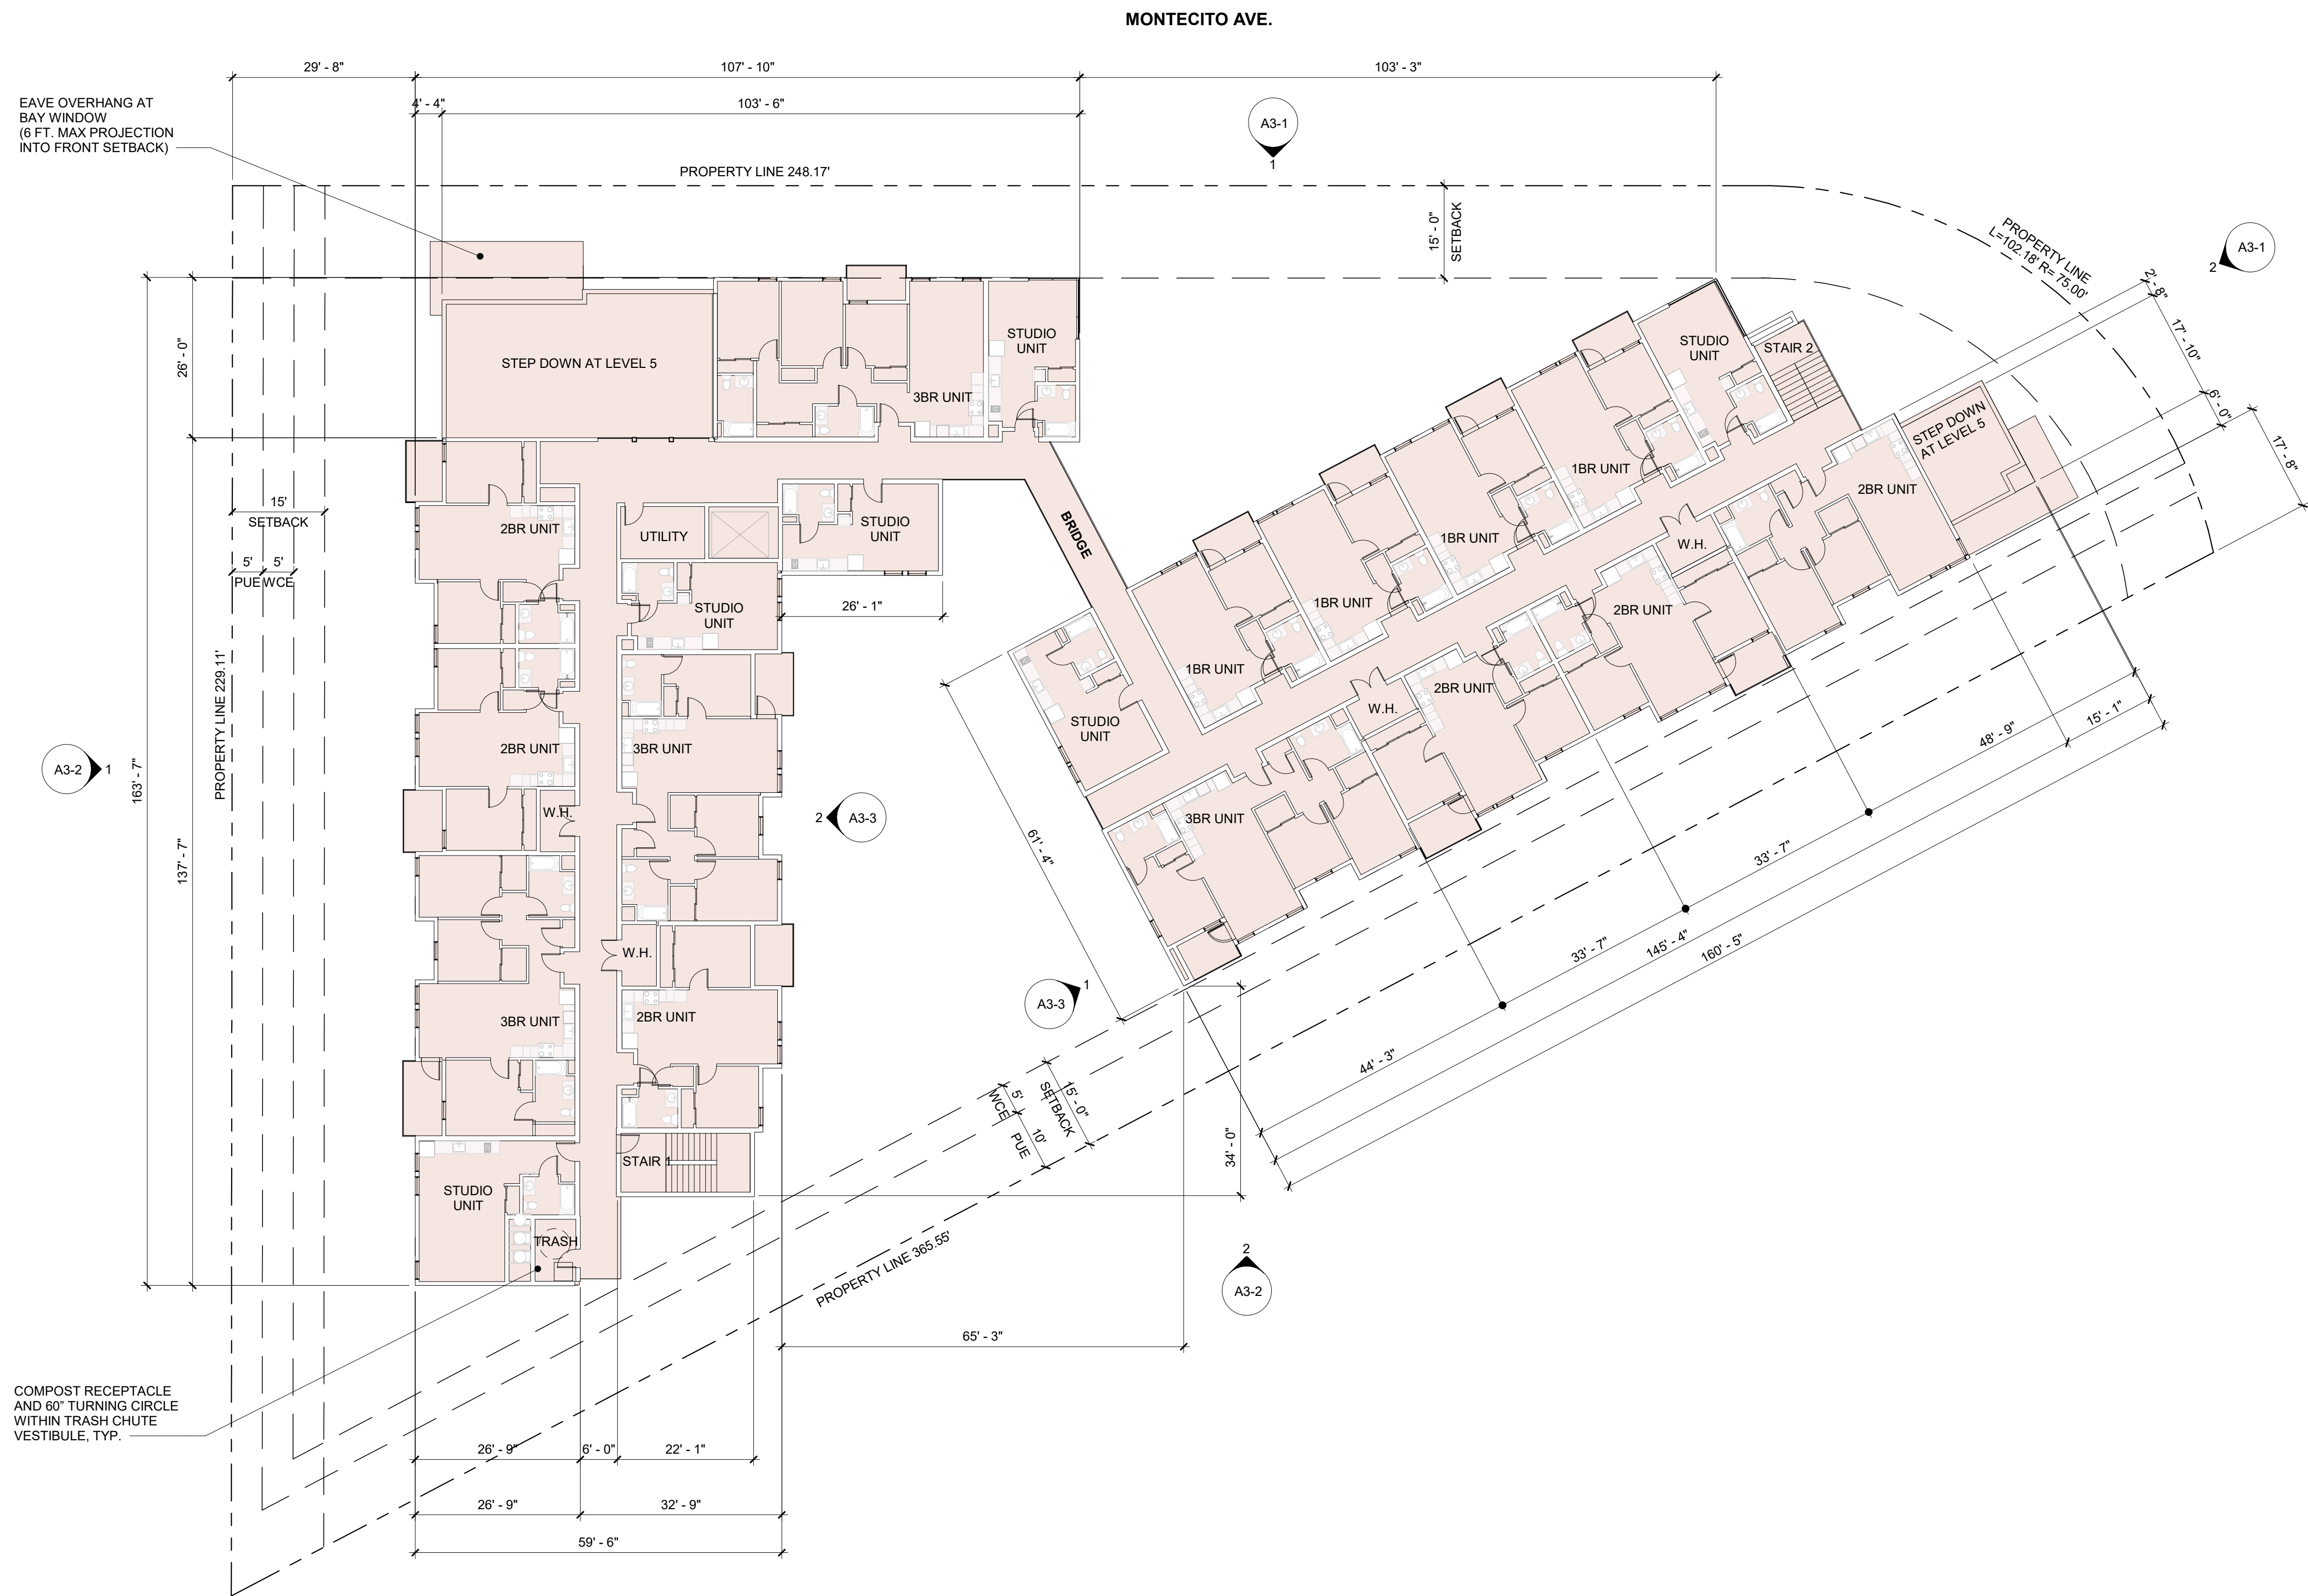 MONTECITO AVE.
29' - 8"
107' - 10"
103' - 3"
4' - 4"
103' - 6"
EAVE OVERHANG AT
BAY WINDOW
(6 FT. MAX PROJECTION
INTO FRONT SETBACK)
A3-1
1
PROPERTY LINE 248.17'
15' - 0"
SETBACK
PROPERTY LINE
L=102.18' R= 75.00'
A3-1
2
2' - 8"
17' - 10"
6' - 0"
17' - 8"
26' - 0"
STEP DOWN AT LEVEL 5
3BR UNIT
STUDIO
UNIT
STUDIO
UNIT
STAIR 2
STEP DOWN
AT LEVEL 5
1BR UNIT
2BR UNIT
15'
SETBACK
5'
5'
PUE
WCE
2BR UNIT
UTILITY
STUDIO
UNIT
BRIDGE
1BR UNIT
W.H.
1BR UNIT
2BR UNIT
26' - 1"
STUDIO
UNIT
1BR UNIT
2BR UNIT
W.H.
STUDIO
UNIT
PROPERTY LINE 229.11'
163' - 7"
137' - 7"
A3-2
1
2BR UNIT
3BR UNIT
W.H.
2
A3-3
3BR UNIT
61' - 4"
48' - 9"
15' - 1"
33' - 7"
33' - 7"
145' - 4"
160' - 5"
44' - 3"
W.H.
3BR UNIT
2BR UNIT
A3-3
1
5'
WCE
10'
PUE
15' - 0"
SETBACK
34' - 0"
STAIR 1
STUDIO
UNIT
TRASH
PROPERTY LINE 365.55'
2
A3-2
65' - 3"
COMPOST RECEPTACLE
AND 60" TURNING CIRCLE
WITHIN TRASH CHUTE
VESTIBULE, TYP.
26' - 9"
6' - 0"
22' - 1"
26' - 9"
32' - 9"
59' - 6"